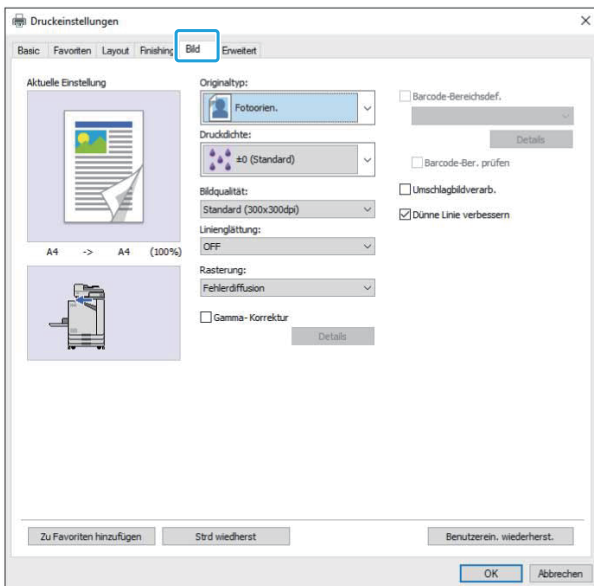 Druckeinstellungen
Basic Favoriten Layout Finishing Bild Erweitert
Aktuelle Einstellung
A4 -> A4 (100%)
Originaltyp:
Fotoorien.
Druckdichte:
±0 (Standard)
Bildqualität:
Standard (300x300dpi)
Linienglättung:
OFF
Rasterung:
Fehlerdiffusion
Gamma- Korrektur
Details
Barcode-Bereichsdef.
Details
Barcode-Ber. prüfen
Umschlagbildverarb.
Dünne Linie verbessern
Zu Favoriten hinzufügen
Strd wiedherst
Benutzerein. wiederherst.
OK
Abbrechen